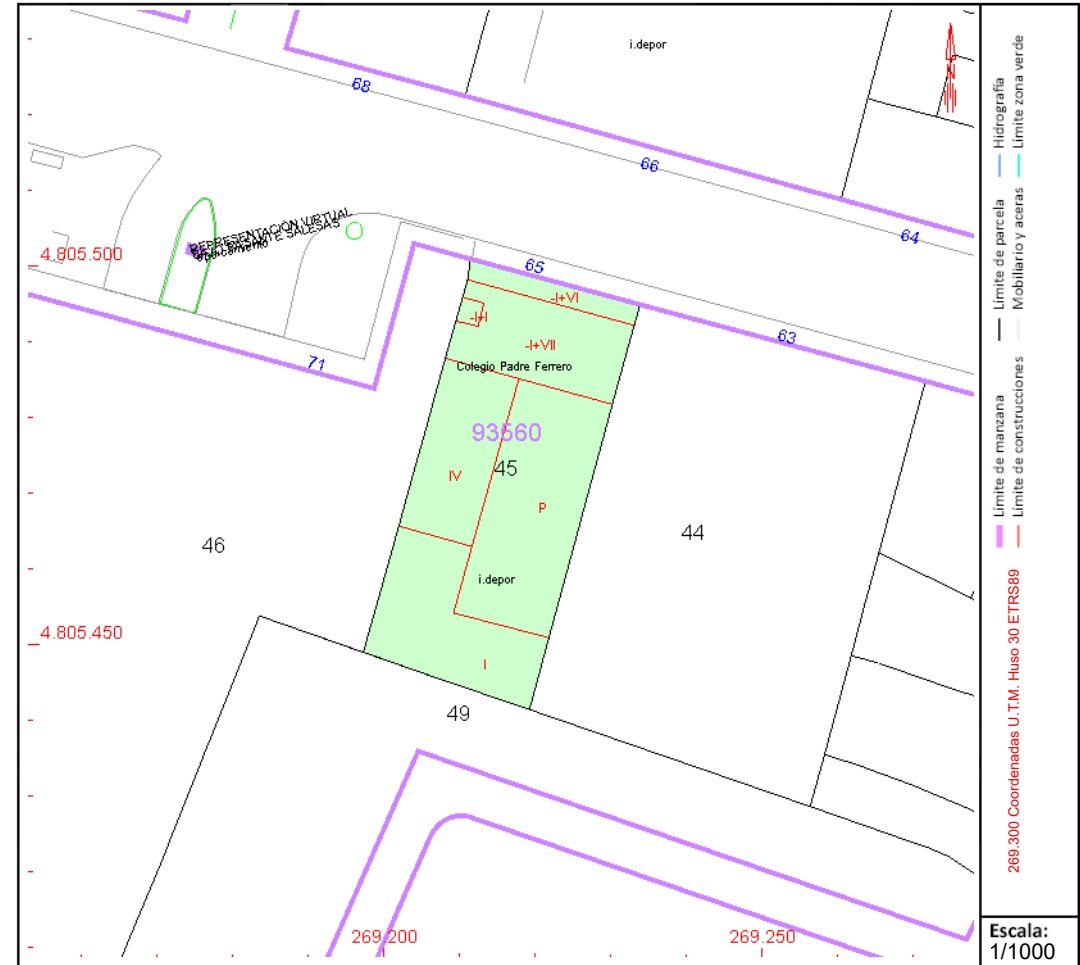 i.depor
68
66
64
REPRESENTACIÓN VIRTUAL
4.805.500
65
-I+VI
-I+I
63
-I+VII
71
Colegio Padre Ferrero
93560
45
IV
P
44
46
i.depor
4.805.450
I
49
269.200
269.250
Hidrografía
Límite zona verde
Límite de parcela
Mobiliario y aceras
Límite de manzana
Límite de construcciones
269.300 Coordenadas U.T.M. Huso 30 ETRS89
Escala:
1/1000